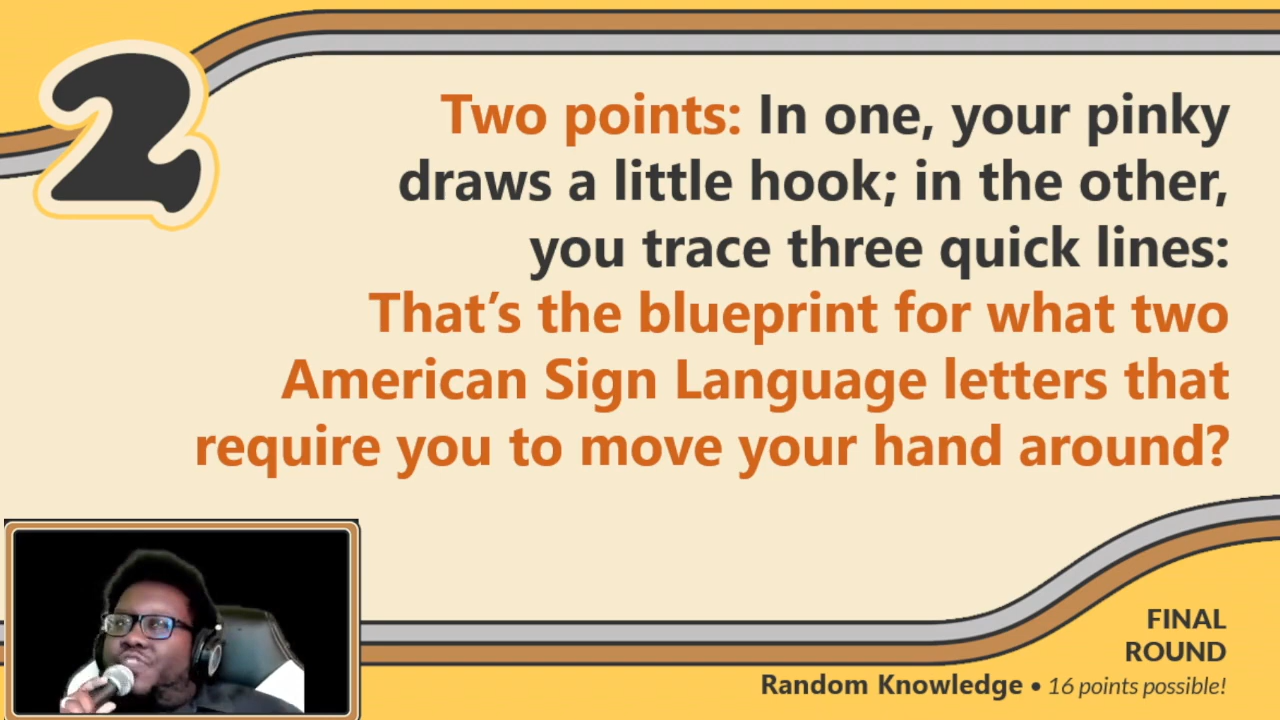 2
Two points: In one, your pinky
draws a little hook; in the other,
you trace three quick lines:
That’s the blueprint for what two
American Sign Language letters that
require you to move your hand around?
FINAL
ROUND
Random Knowledge • 16 points possible!